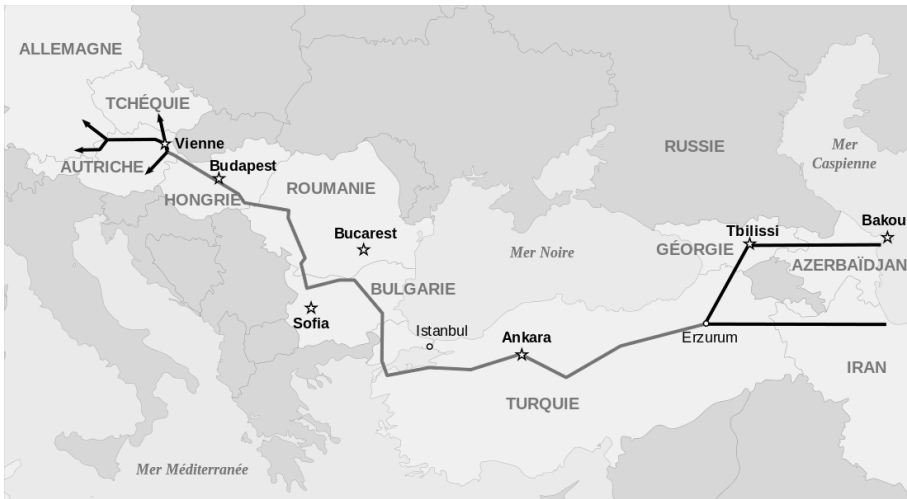 ALLEMAGNE
TCHÉQUIE
Vienne
AUTRICHE
Budapest
HONGRIE
ROUMANIE
Bucarest
BULGARIE
Sofia
Istanbul
Ankara
TURQUIE
Mer Noire
RUSSIE
Mer
Caspienne
Tbilissi
GÉORGIE
Bakou
AZERBAÏDJAN
Erzurum
IRAN
Mer Méditerranée